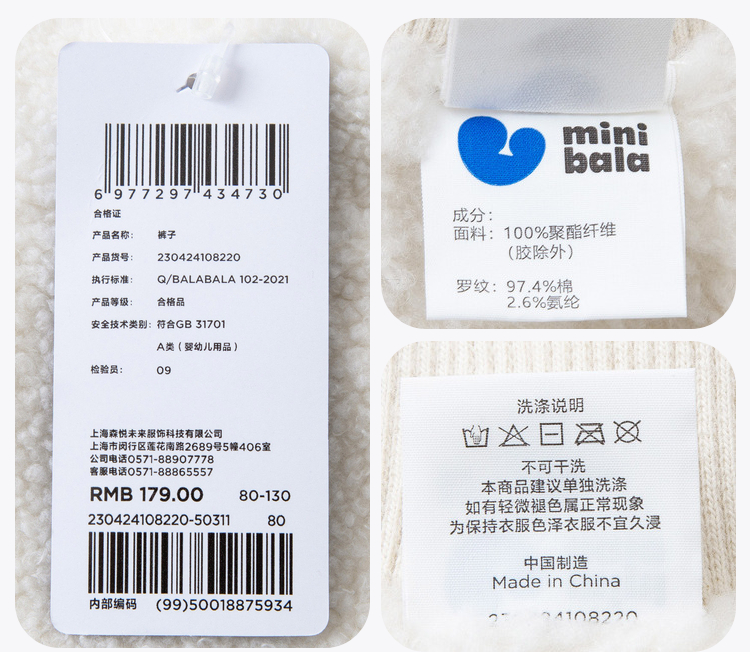 6 977297 434730
合格证
产品名称： 裤子
产品货号： 230424108220
执行标准： Q/BALABALA 102-2021
产品等级： 合格品
安全技术类别：符合GB 31701
A类（婴幼儿用品）
检验员： 09
上海森悦未来服饰科技有限公司
上海市闵行区莲花南路2689号5幢406室
公司电话0571-88907778
客服电话0571-88865557
RMB 179.00 80-130
230424108220-50311 80
内部编码 (99)50018875934
mini
bala
成分：
面料：100%聚酯纤维
（胶除外）
罗纹：97.4%棉
2.6%氨纶
洗涤说明
不可干洗
本商品建议单独洗涤
如有轻微褪色属正常现象
为保持衣服色泽衣服不宜久浸
中国制造
Made in China